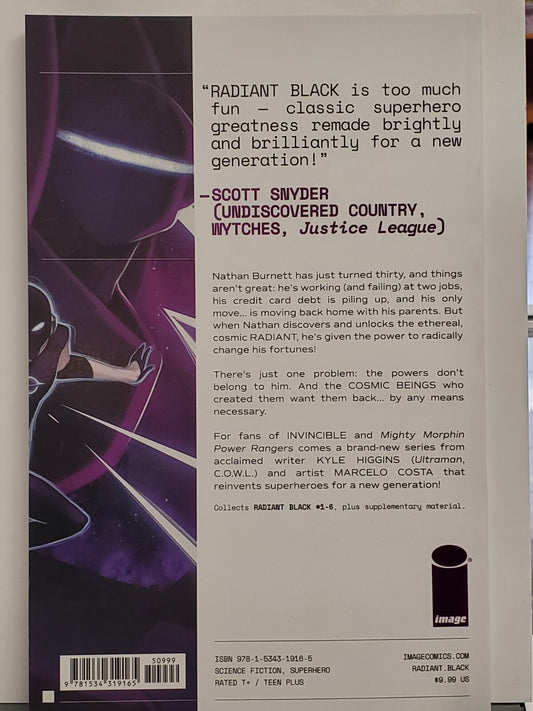 “RADIANT BLACK is too much
fun — classic superhero
greatness remade brightly
and brilliantly for a new
generation!”
—SCOTT SNYDER
(UNDISCOVERED COUNTRY,
WYTCHES, Justice League)
Nathan Burnett has just turned thirty, and things
aren't great: he's working (and failing) at two jobs,
his credit card debt is piling up, and his only
move... is moving back home with his parents. But
when Nathan discovers and unlocks the ethereal,
cosmic RADIANT, he's given the power to radically
change his fortunes!
There's just one problem: the powers don't
belong to him. And the COSMIC BEINGS who
created them want them back... by any means
necessary.
For fans of INVINCIBLE and Mighty Morphin
Power Rangers comes a brand-new series from
acclaimed writer KYLE HIGGINS (Ultraman,
C.O.W.L.) and artist MARCELO COSTA that
reinvents superheroes for a new generation!
Collects RADIANT BLACK #1-6, plus supplementary material.
image
®
50999
9 781534 319165
ISBN 978-1-5343-1916-5
SCIENCE FICTION, SUPERHERO
RATED T+ / TEEN PLUS
IMAGECOMICS.COM
RADIANT.BLACK
$9.99 US